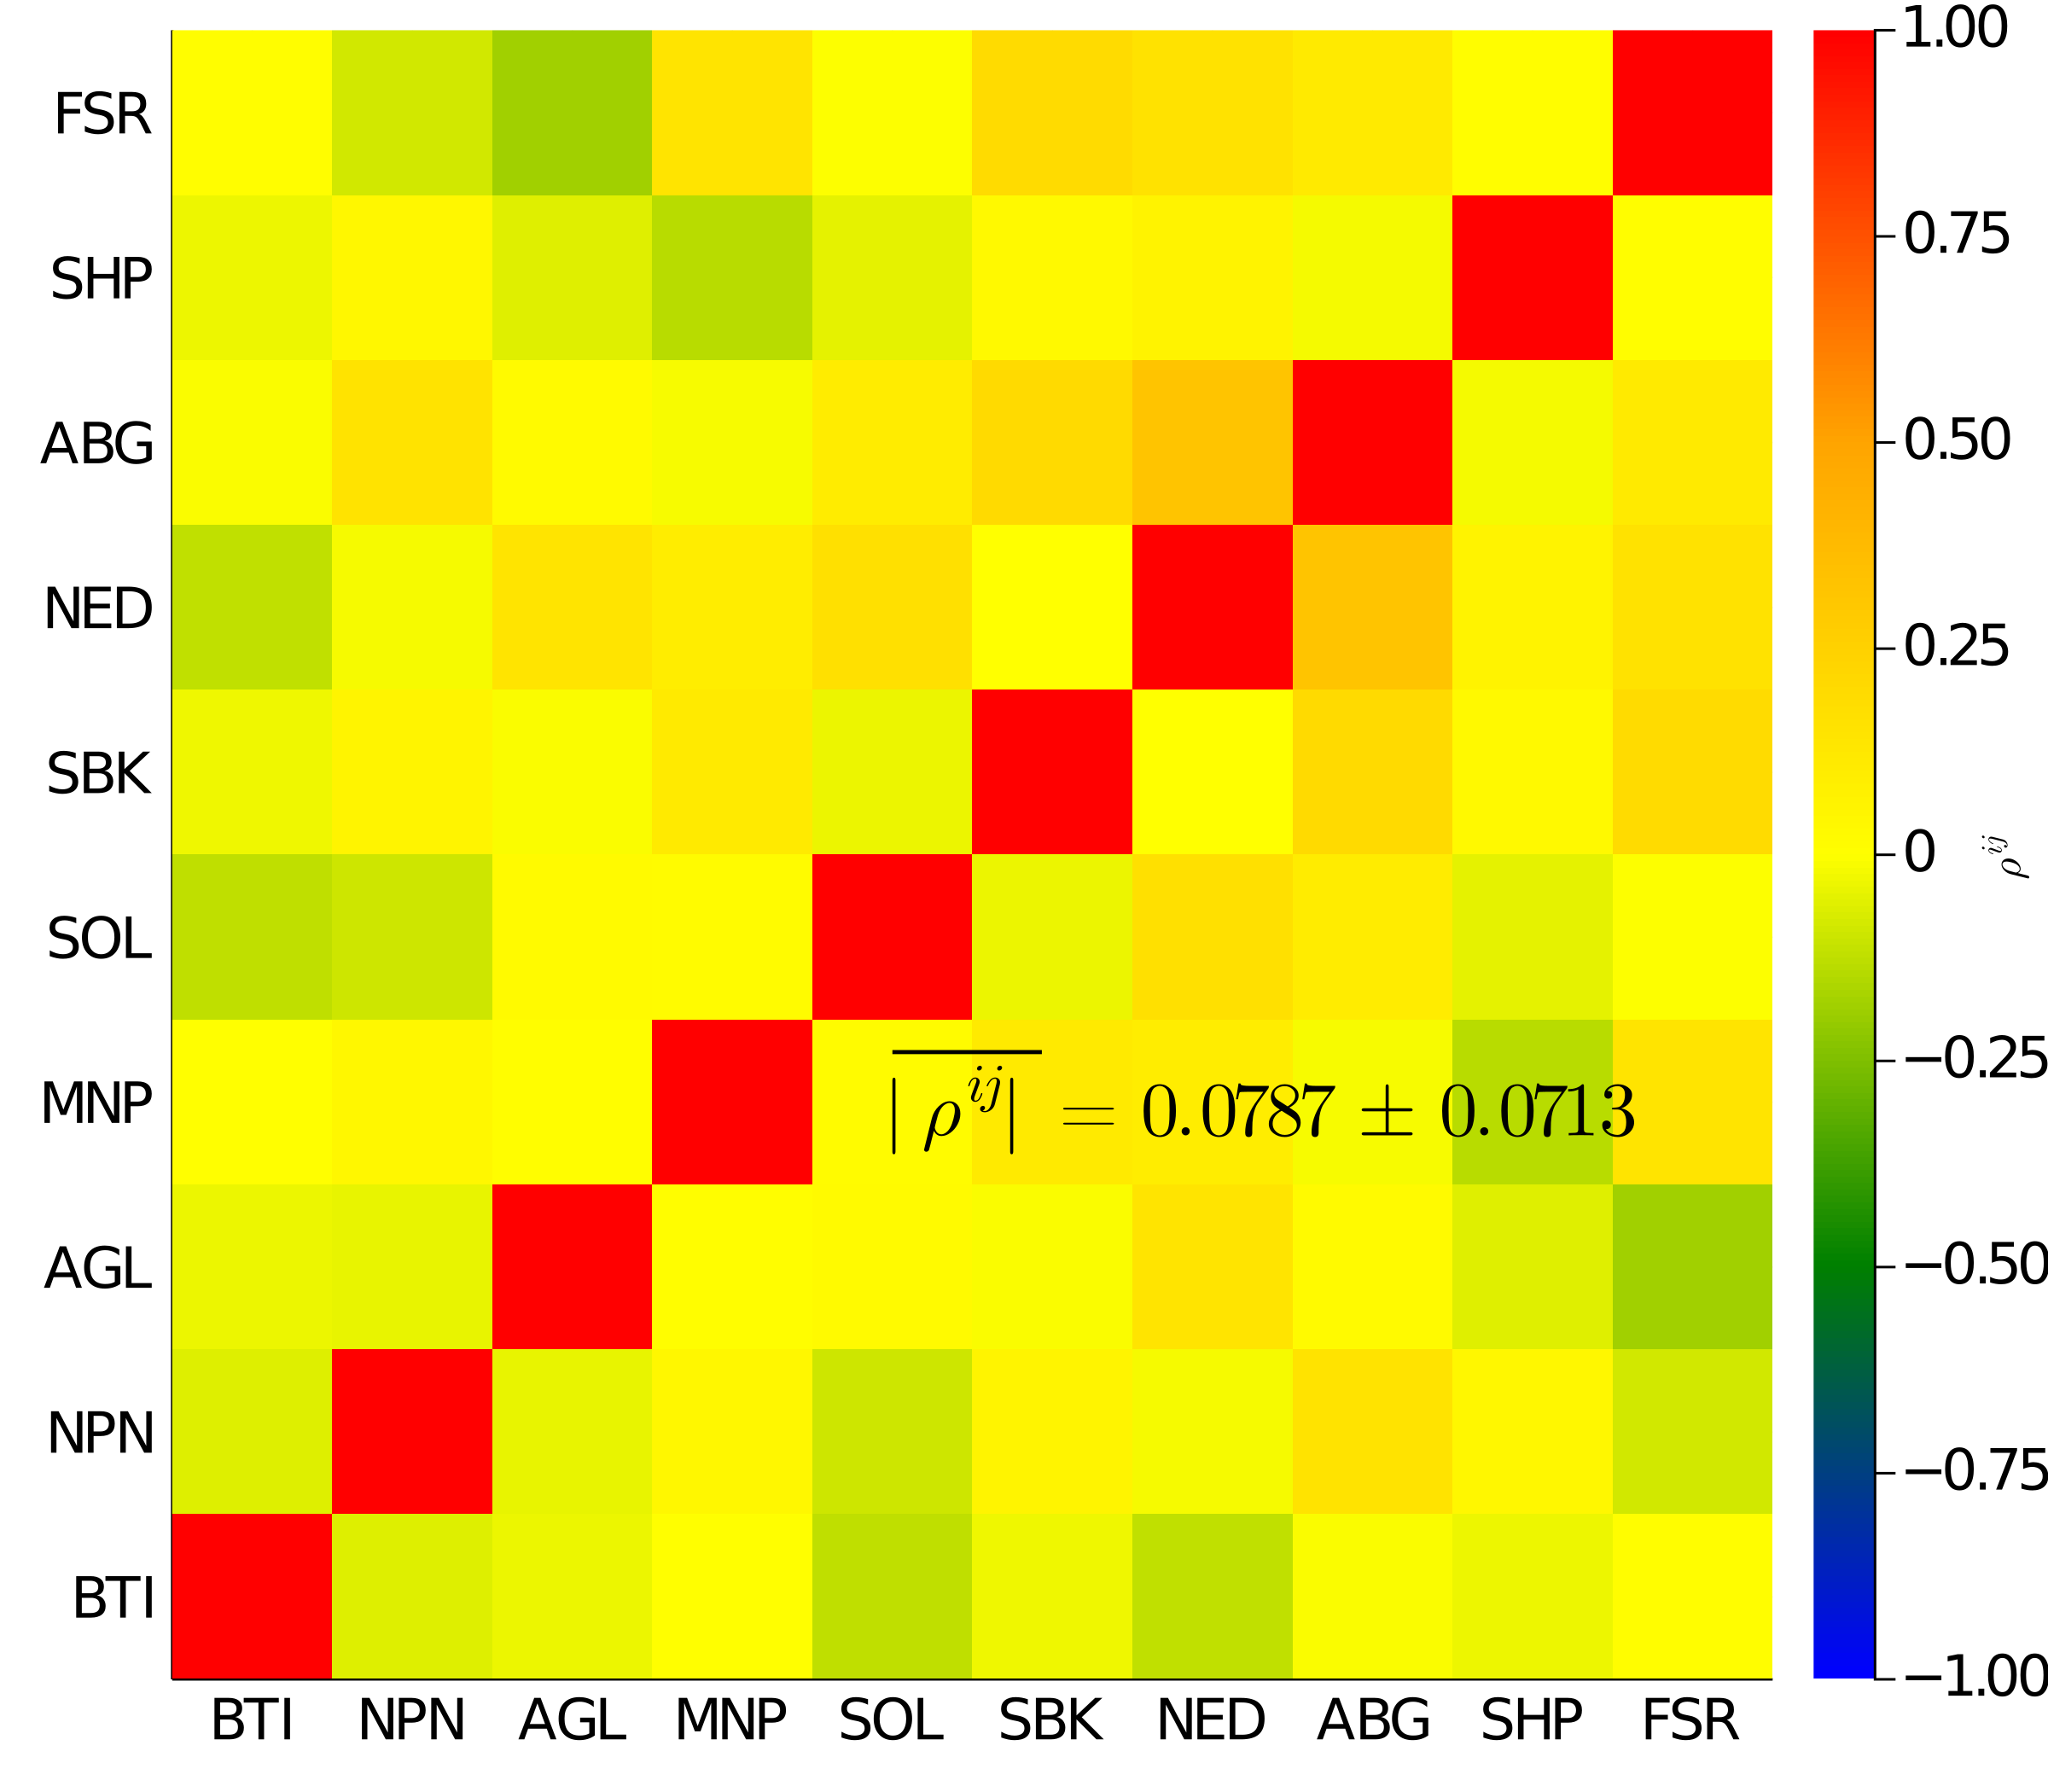 FSR
SHP
ABG
NED
SBK
SOL
MNP
AGL
NPN
BTI
BTI NPN AGL MNP SOL SBK NED ABG SHP FSR
|ρ^{ij}|‾ = 0.0787 ± 0.0713
1.00
0.75
0.50
0.25
0
−0.25
−0.50
−0.75
−1.00
ρ^{ij}